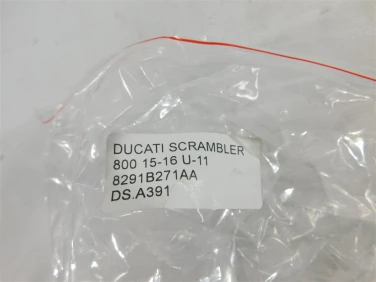 DUCATI SCRAMBLER
800 15-16 U-11
8291B271AA
DS.A391